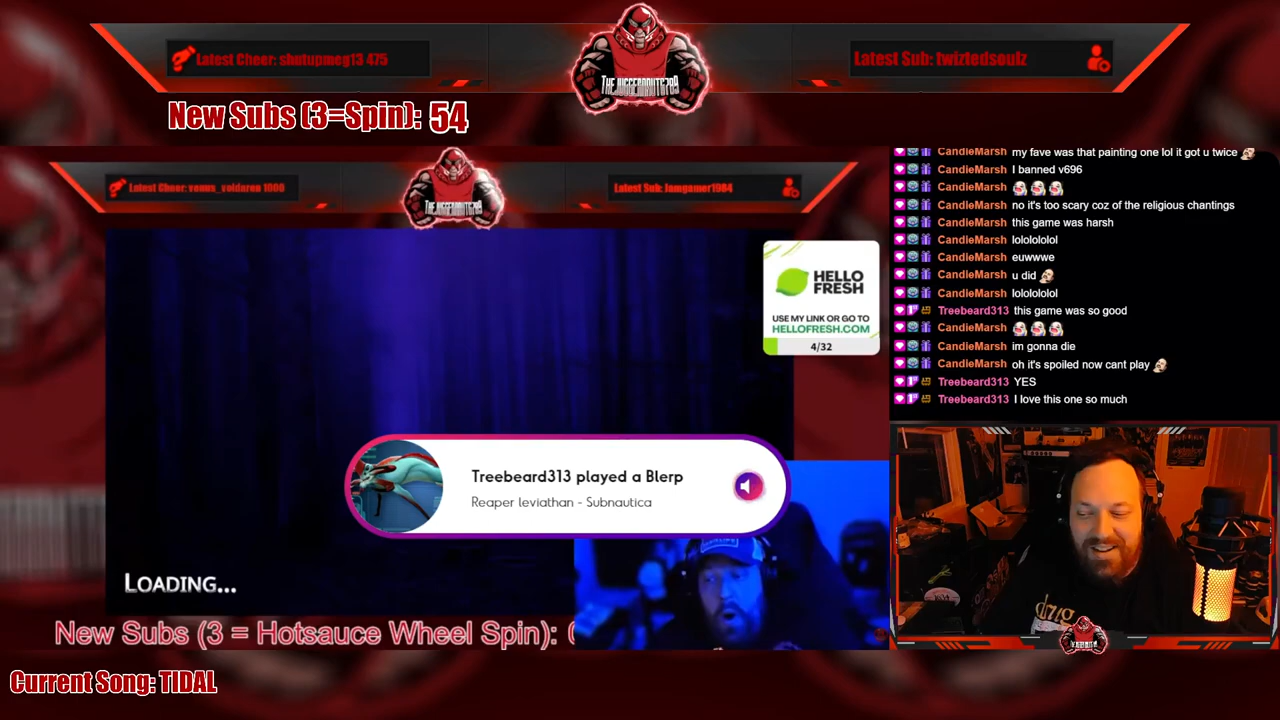 Latest Cheer: shutupmeg13 475
THEJUGGERNAUT6789
Latest Sub: twiztedsoulz
New Subs (3=Spin): 54
Latest Cheer: venus_voldaren 1000
Latest Sub: Iamgamer1984
HELLO
FRESH
USE MY LINK OR GO TO
HELLOFRESH.COM
4/32
Treebeard313 played a Blerp
Reaper leviathan - Subnautica
LOADING...
New Subs (3 = Hotsauce Wheel Spin):
Current Song: TIDAL
CandieMarsh my fave was that painting one lol it got u twice
CandieMarsh I banned v696
CandieMarsh
CandieMarsh no it's too scary coz of the religious chantings
CandieMarsh this game was harsh
CandieMarsh lolololol
CandieMarsh euwwwe
CandieMarsh u did
CandieMarsh lolololol
Treebeard313 this game was so good
CandieMarsh
CandieMarsh im gonna die
CandieMarsh oh it's spoiled now cant play
Treebeard313 YES
Treebeard313 I love this one so much